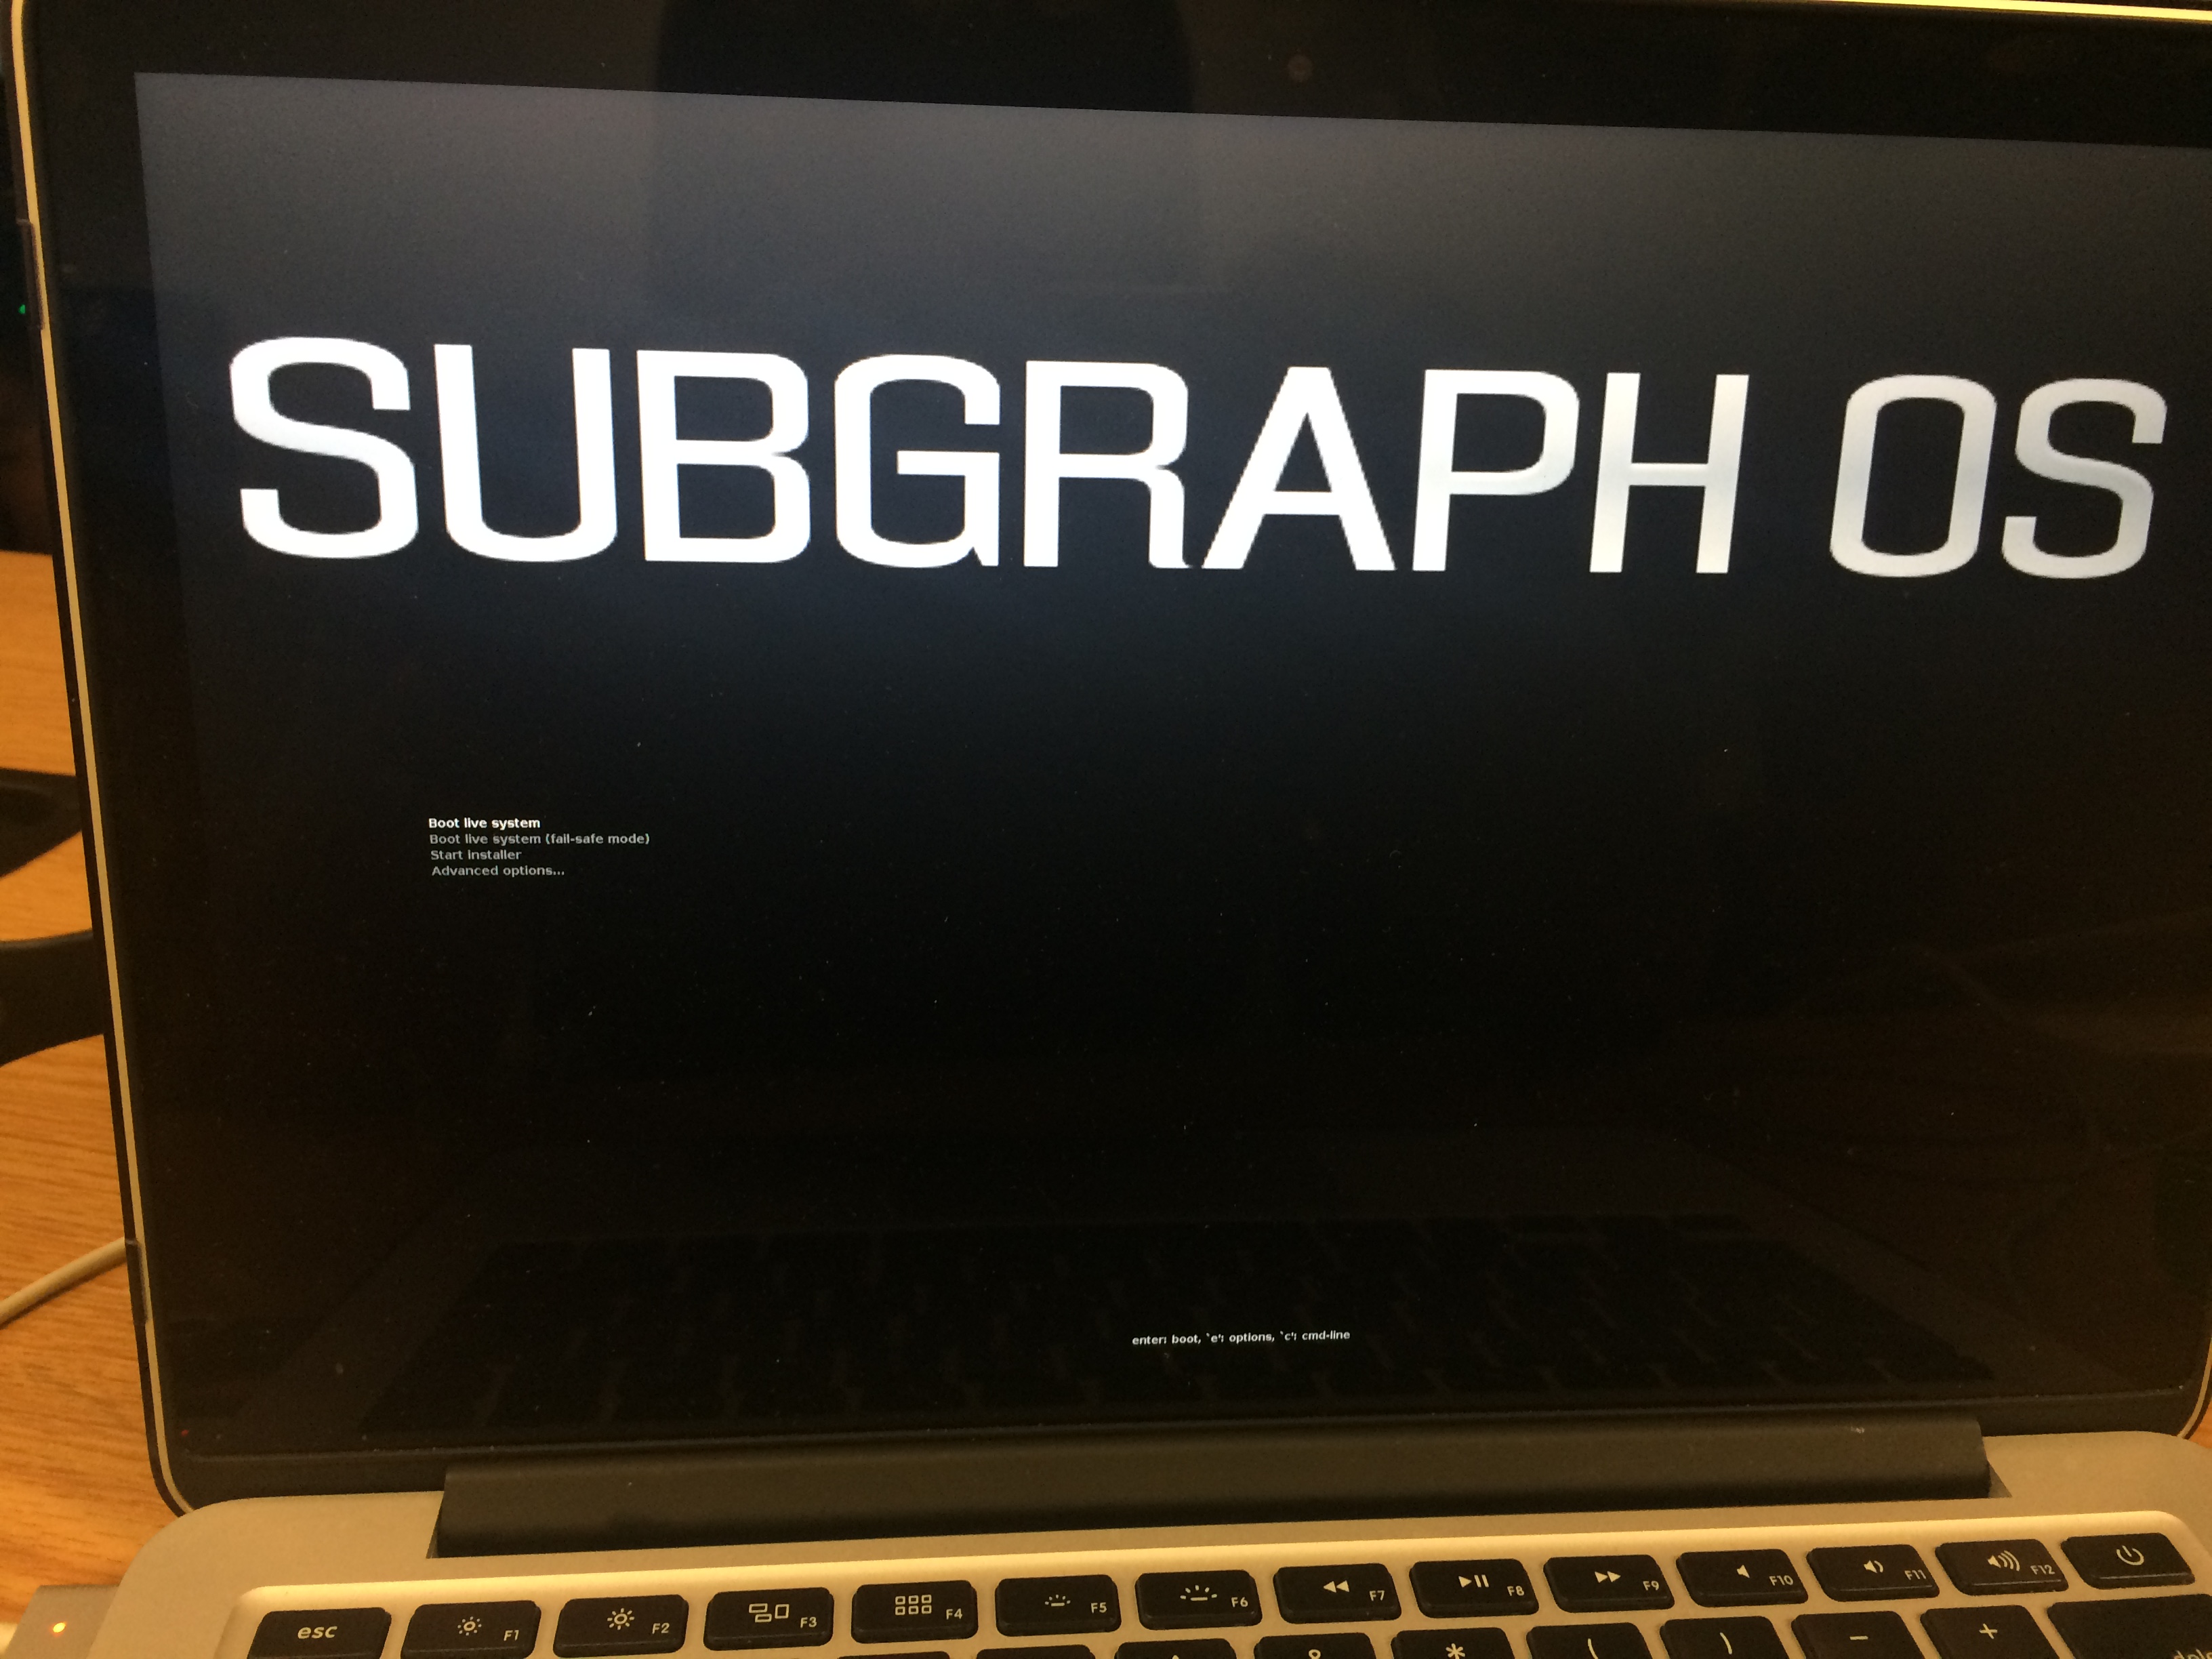 SUBGRAPH OS
Boot live system
Boot live system (fail-safe mode)
Start installer
Advanced options...
enter: boot, `e': options, `c': cmd-line
esc F1 F2 F3 F4 F5 F6 F7 F8 F9 F10 F11 F12
* ( ) − +